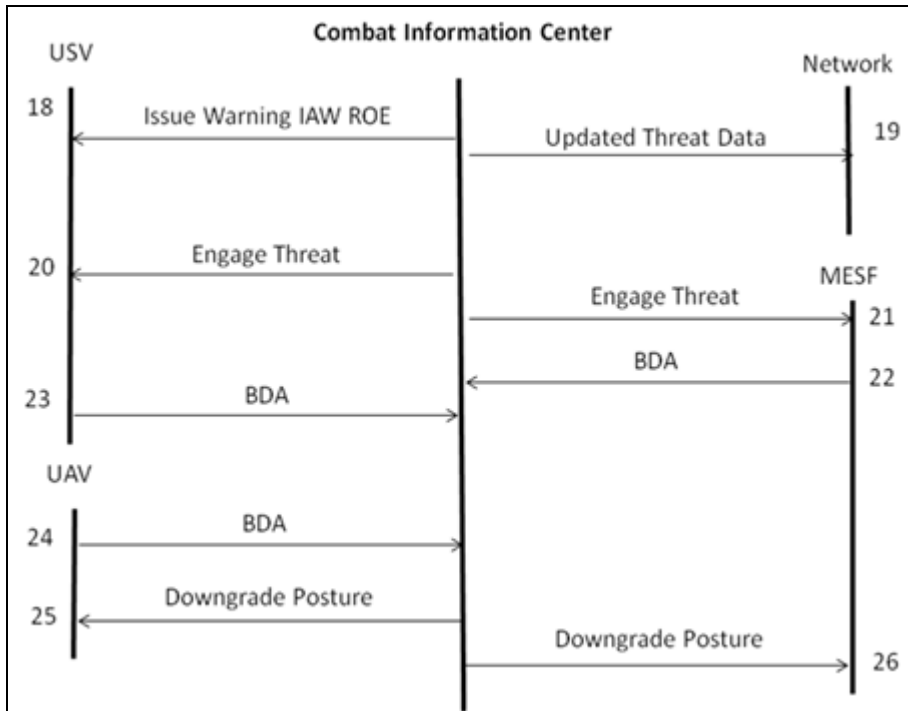 Combat Information Center
USV
Network
18
Issue Warning IAW ROE
19
Updated Threat Data
20
Engage Threat
MESF
Engage Threat
21
BDA
22
23
BDA
UAV
24
BDA
25
Downgrade Posture
Downgrade Posture
26